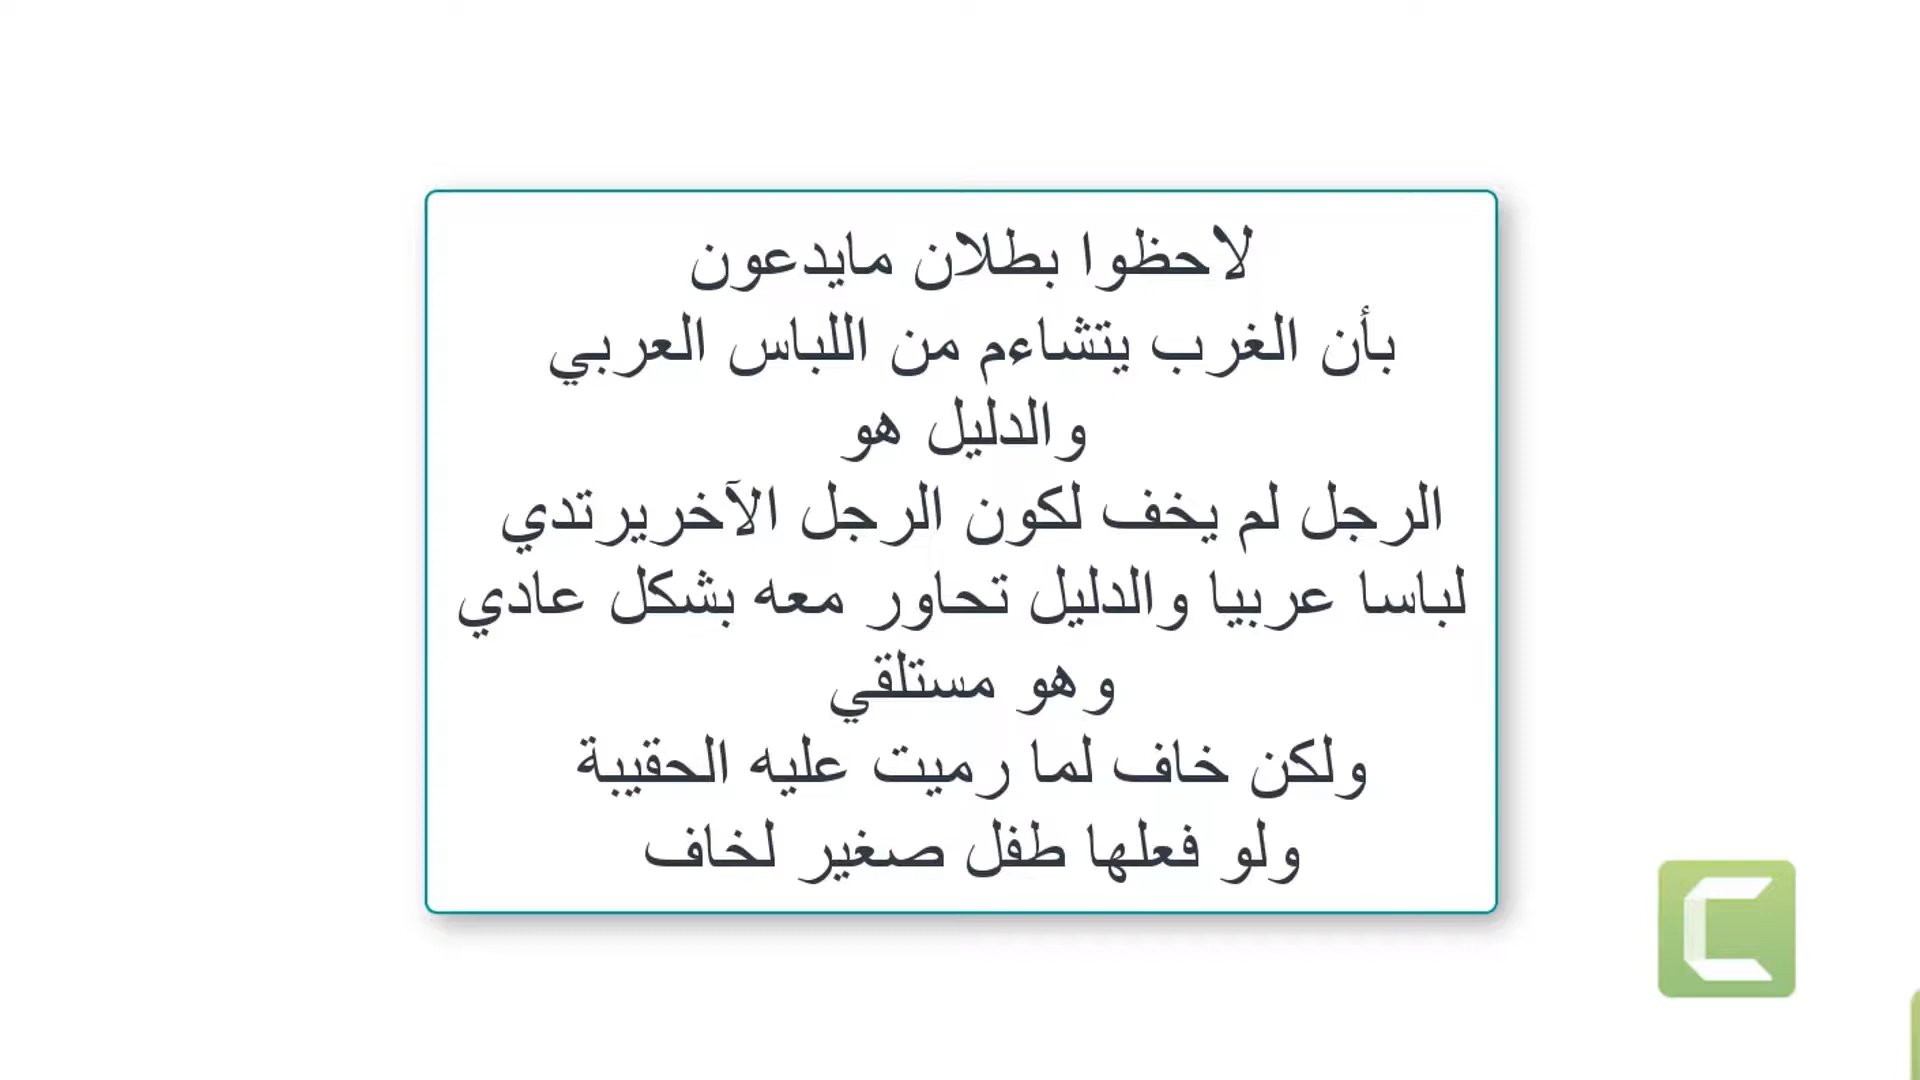 لاحظوا بطلان مايدعون
بأن الغرب يتشاءم من اللباس العربي
والدليل هو
الرجل لم يخف لكون الرجل الآخريرتدي
لباسا عربيا والدليل تحاور معه بشكل عادي
وهو مستلقي
ولكن خاف لما رميت عليه الحقيبة
ولو فعلها طفل صغير لخاف